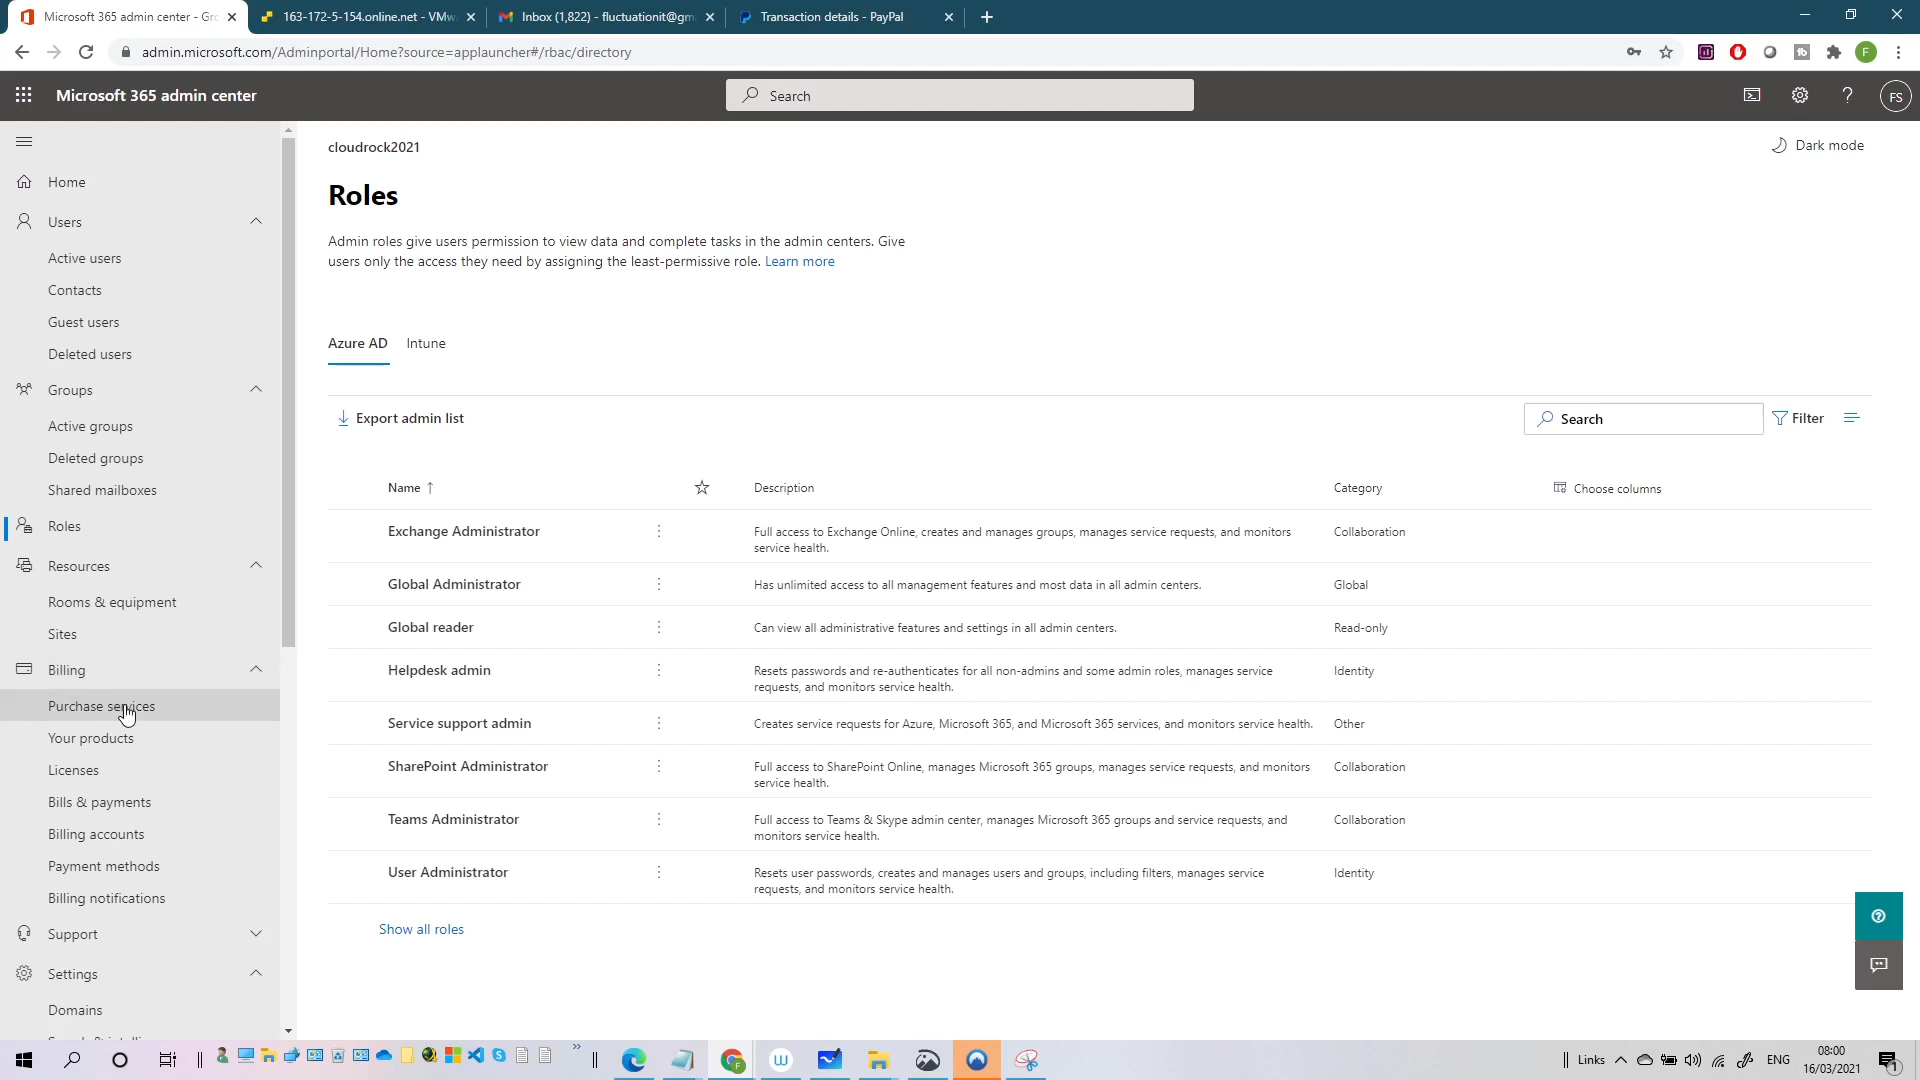 Microsoft 365 admin center - Gro
163-172-5-154.online.net - VMwa
Inbox (1,822) - fluctuationit@gm
Transaction details - PayPal
admin.microsoft.com/Adminportal/Home?source=applauncher#/rbac/directory
F
Microsoft 365 admin center
Search
FS
cloudrock2021
Dark mode
Home
Users
Active users
Contacts
Guest users
Deleted users
Groups
Active groups
Deleted groups
Shared mailboxes
Roles
Resources
Rooms & equipment
Sites
Billing
Purchase services
Your products
Licenses
Bills & payments
Billing accounts
Payment methods
Billing notifications
Support
Settings
Domains
Roles
Admin roles give users permission to view data and complete tasks in the admin centers. Give
users only the access they need by assigning the least-permissive role. Learn more
Azure AD
Intune
Export admin list
Search
Filter
Name ↑
Description
Category
Choose columns
Exchange Administrator
Full access to Exchange Online, creates and manages groups, manages service requests, and monitors
service health.
Collaboration
Global Administrator
Has unlimited access to all management features and most data in all admin centers.
Global
Global reader
Can view all administrative features and settings in all admin centers.
Read-only
Helpdesk admin
Resets passwords and re-authenticates for all non-admins and some admin roles, manages service
requests, and monitors service health.
Identity
Service support admin
Creates service requests for Azure, Microsoft 365, and Microsoft 365 services, and monitors service health.
Other
SharePoint Administrator
Full access to SharePoint Online, manages Microsoft 365 groups, manages service requests, and monitors
service health.
Collaboration
Teams Administrator
Full access to Teams & Skype admin center, manages Microsoft 365 groups and service requests, and
monitors service health.
Collaboration
User Administrator
Resets user passwords, creates and manages users and groups, including filters, manages service
requests, and monitors service health.
Identity
Show all roles
Links
ENG
08:00
16/03/2021
1